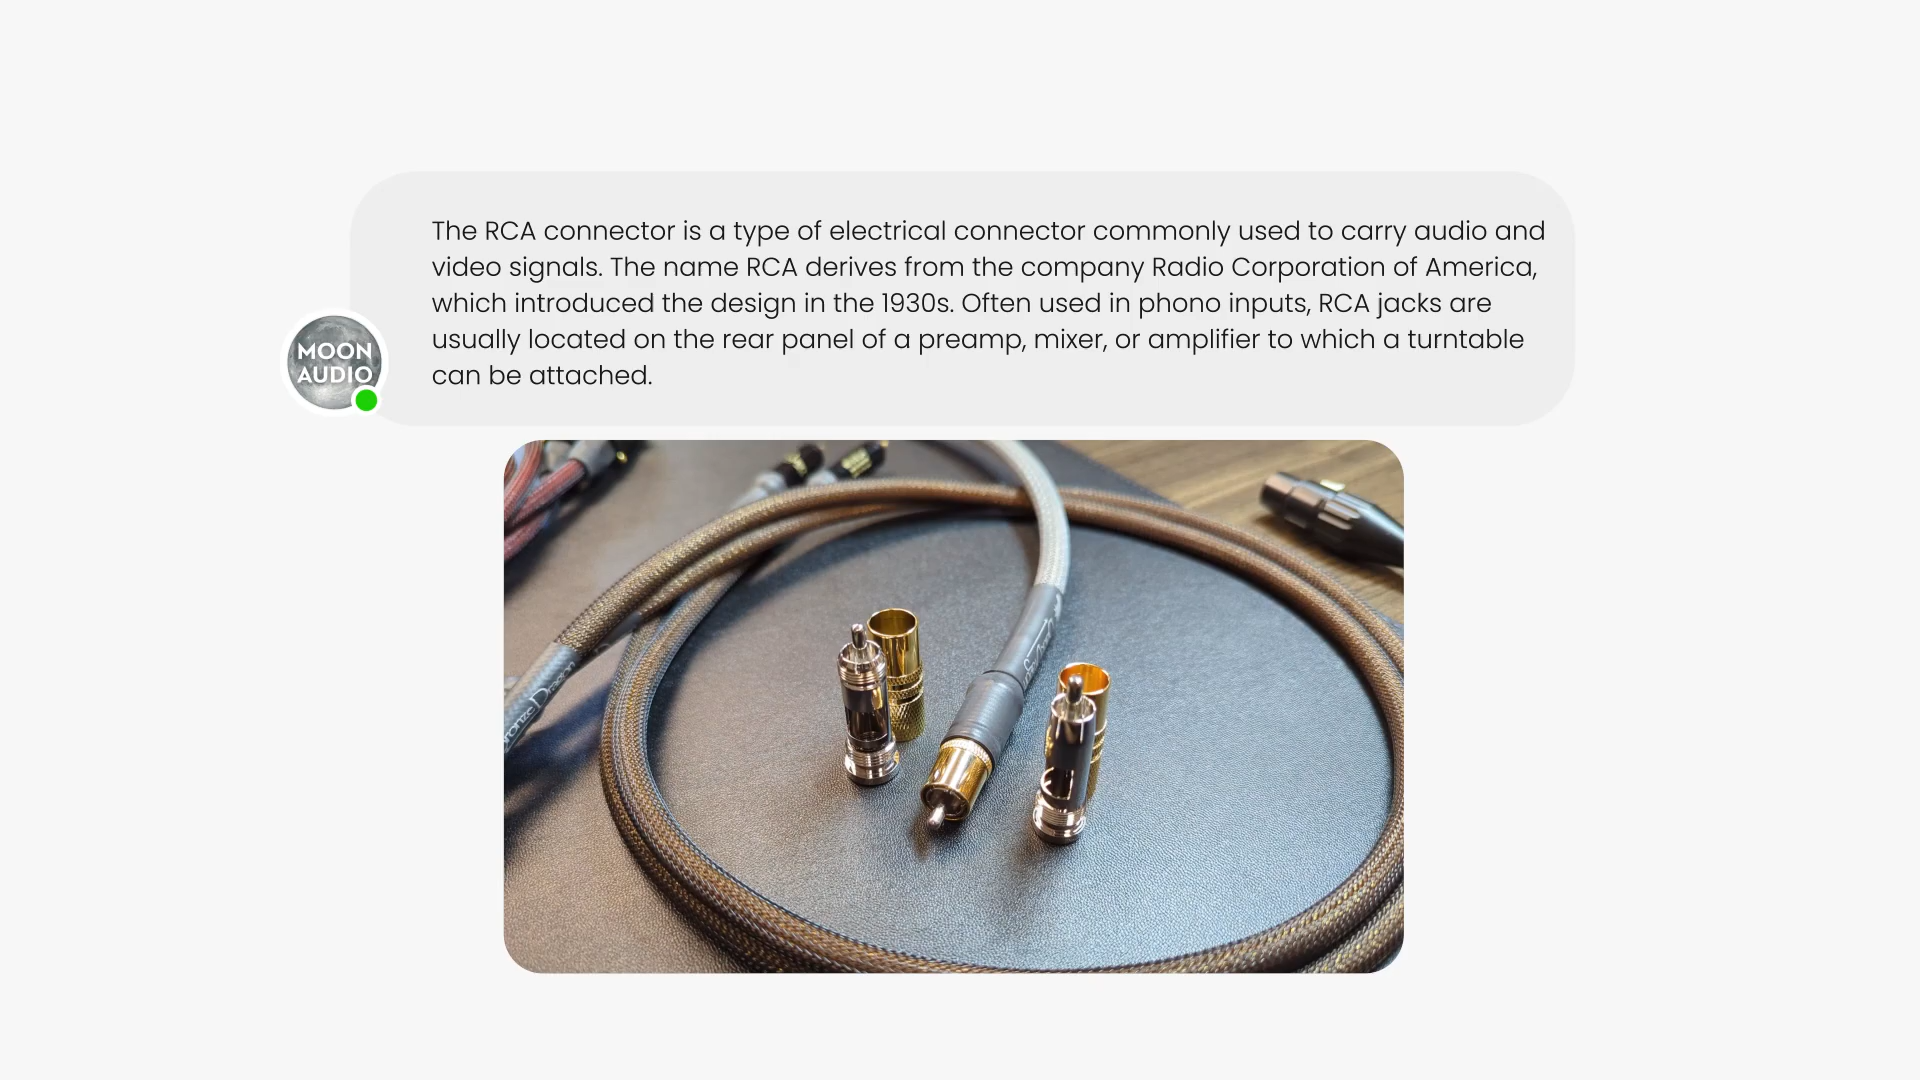 The RCA connector is a type of electrical connector commonly used to carry audio and
video signals. The name RCA derives from the company Radio Corporation of America,
which introduced the design in the 1930s. Often used in phono inputs, RCA jacks are
usually located on the rear panel of a preamp, mixer, or amplifier to which a turntable
can be attached.
MOON
AUDIO
Bronze Dragon